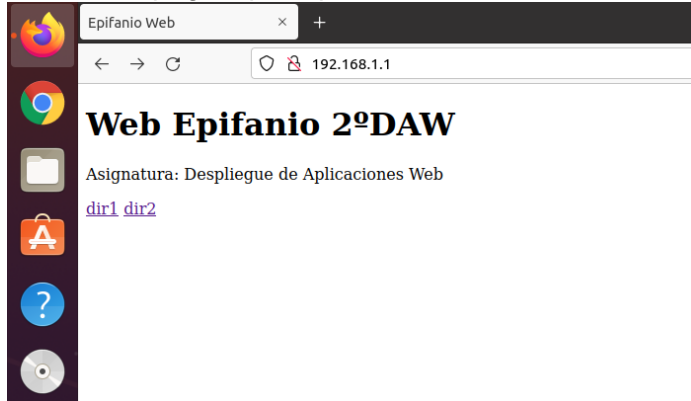 Epifanio Web
192.168.1.1
Web Epifanio 2ºDAW
Asignatura: Despliegue de Aplicaciones Web
dir1 dir2